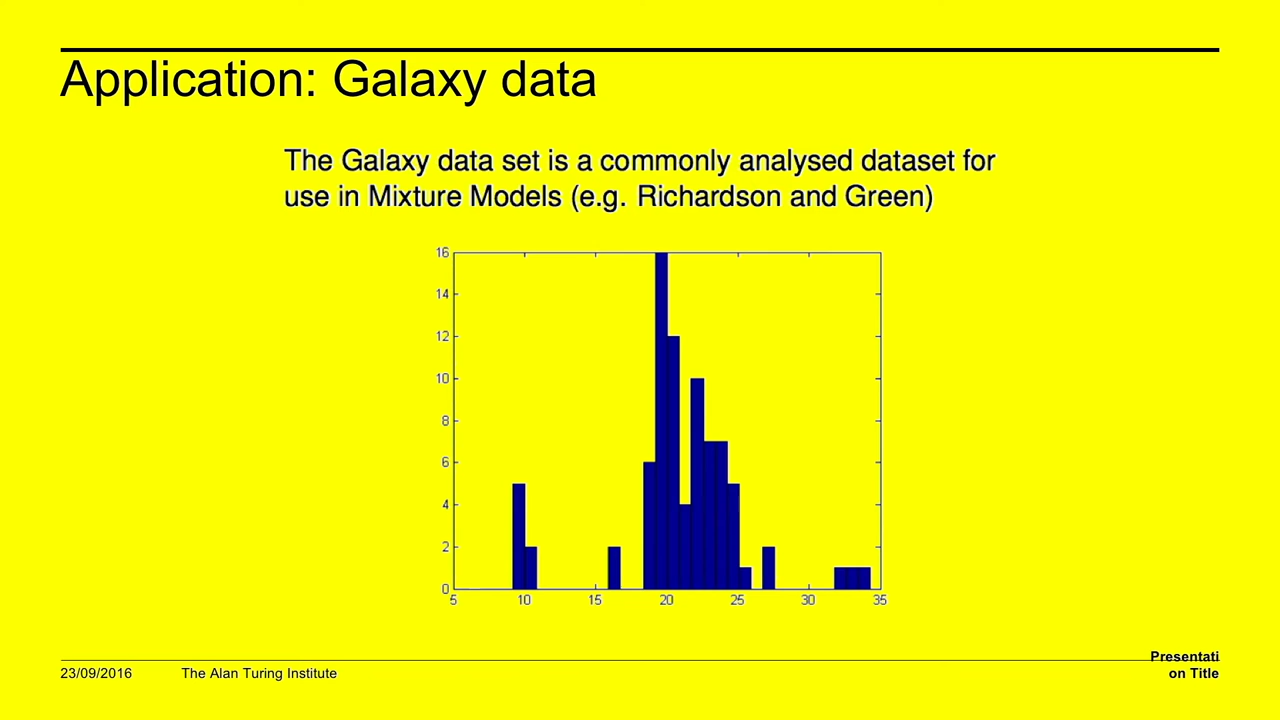 Application: Galaxy data
The Galaxy data set is a commonly analysed dataset for
use in Mixture Models (e.g. Richardson and Green)
16
14
12
10
8
6
4
2
0
5 10 15 20 25 30 35
23/09/2016 The Alan Turing Institute
Presentati
on Title